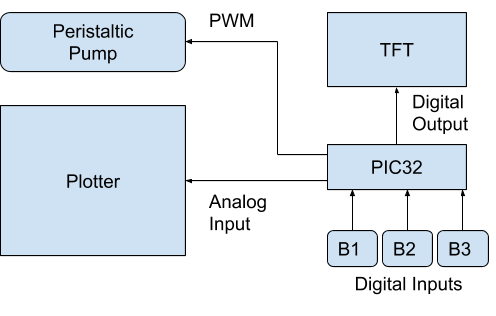 Peristaltic
Pump
PWM
TFT
Digital
Output
Plotter
PIC32
Analog
Input
B1
B2
B3
Digital Inputs